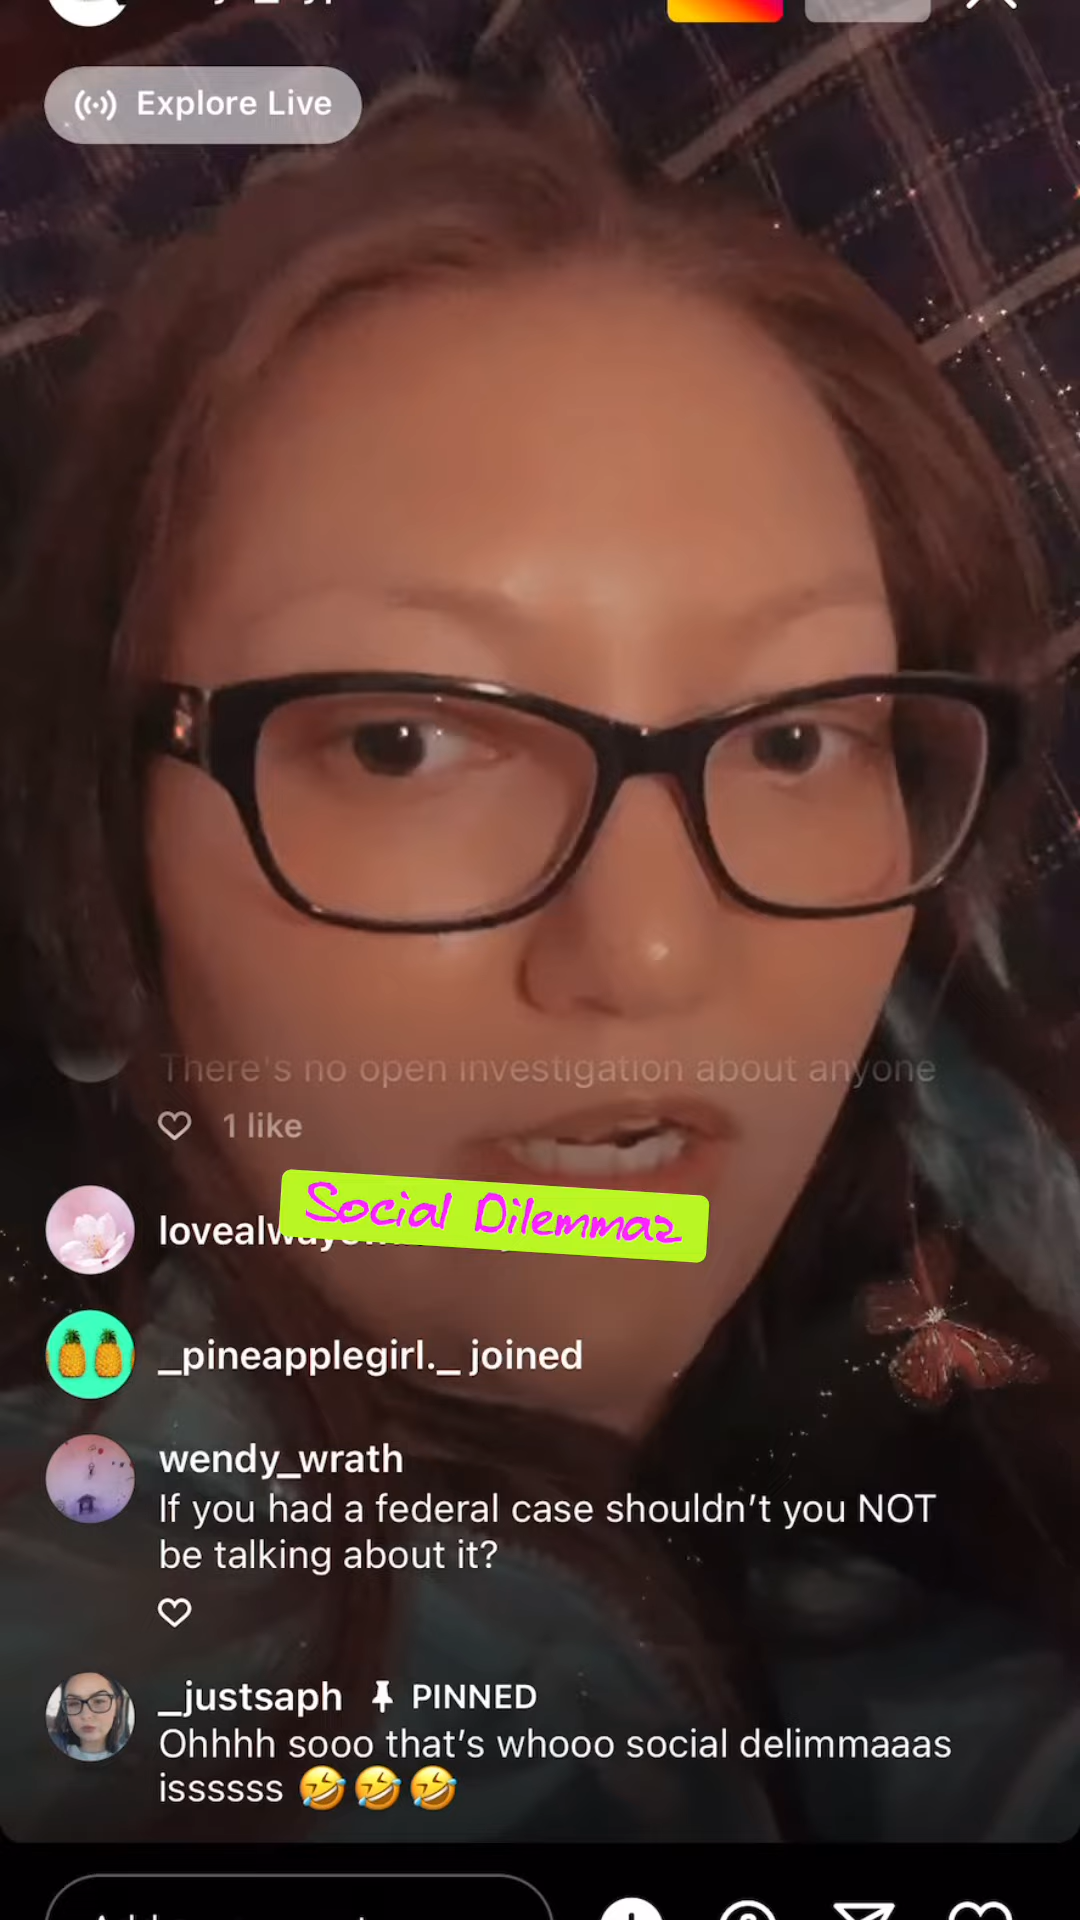 Explore Live
There's no open investigation about anyone
1 like
Social Dilemmaz
_pineapplegirl._ joined
wendy_wrath
If you had a federal case shouldn't you NOT
be talking about it?
_justsaph PINNED
Ohhhh sooo that's whooo social delimmaaas
issssss 🤣🤣🤣